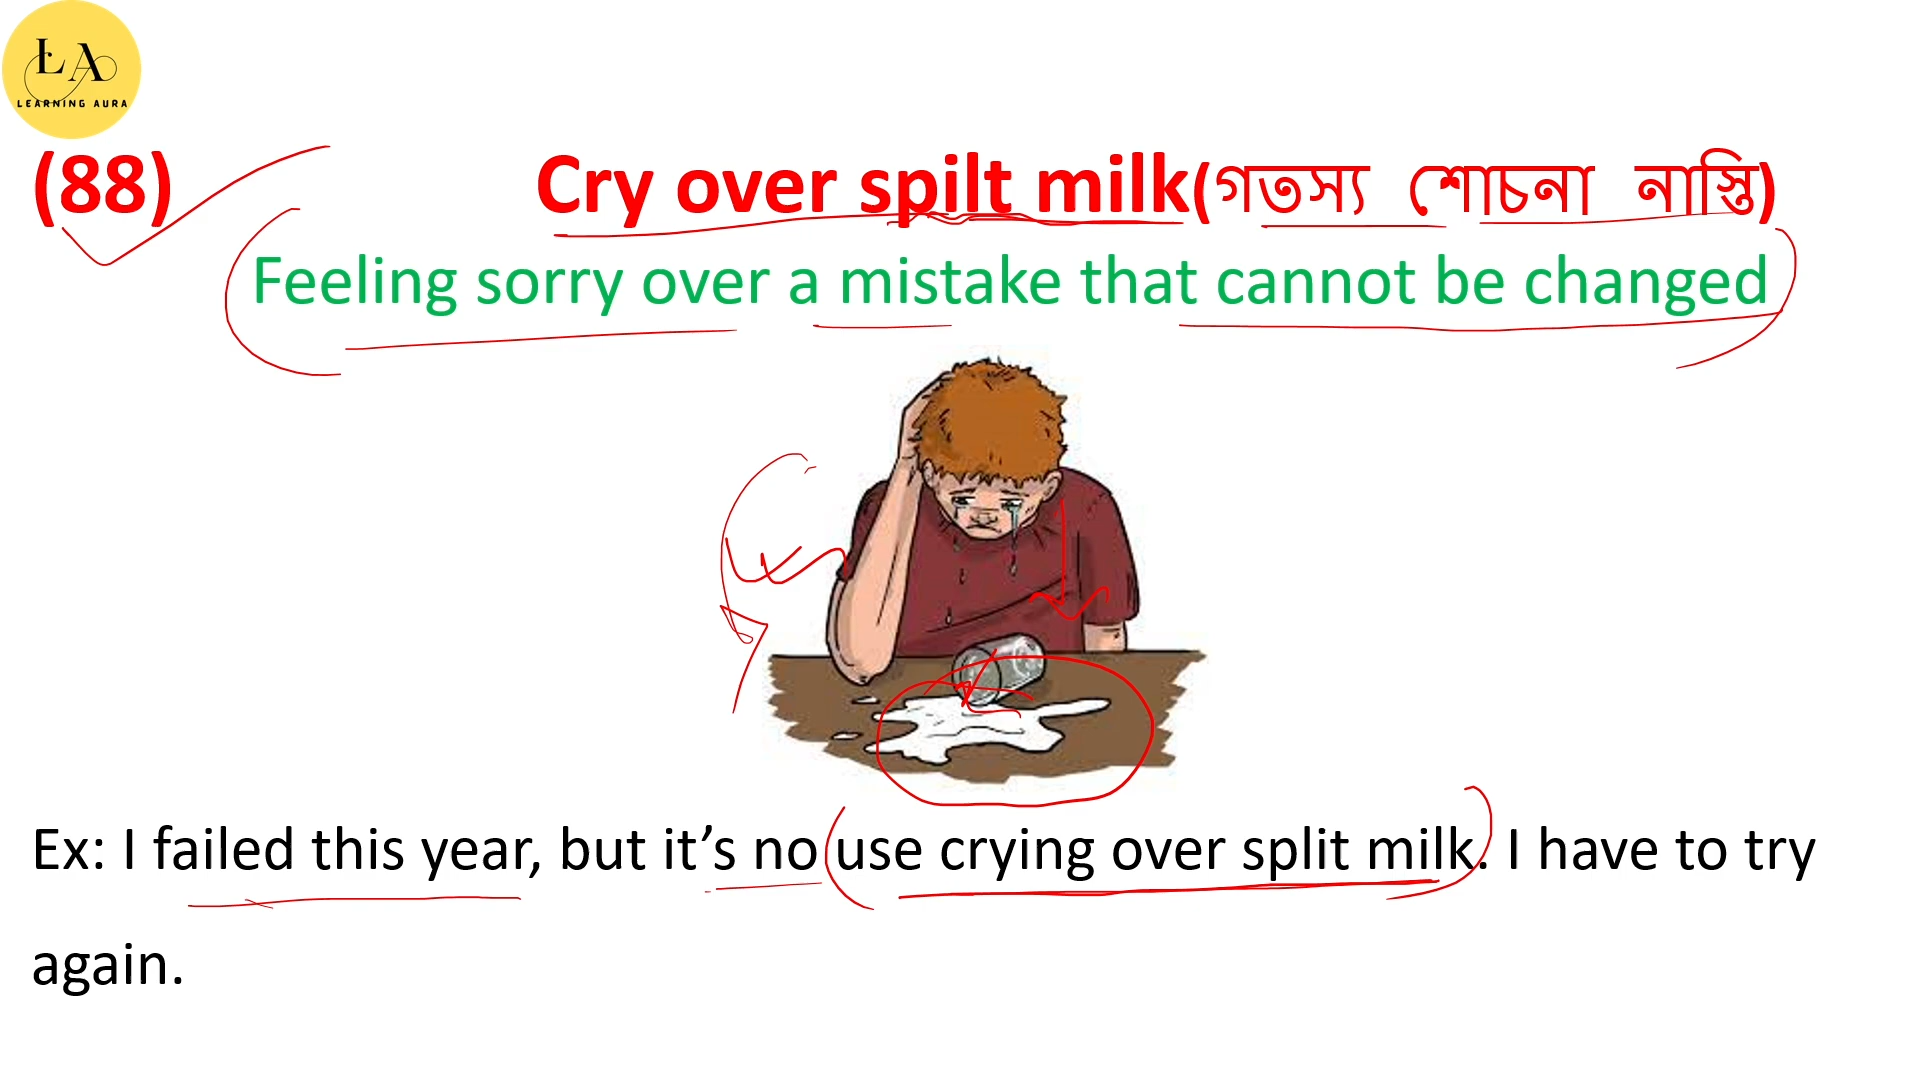 LA
LEARNING AURA
(88) Cry over spilt milk(গতস্য শোচনা নাস্তি)
Feeling sorry over a mistake that cannot be changed
Ex: I failed this year, but it’s no use crying over split milk. I have to try
again.